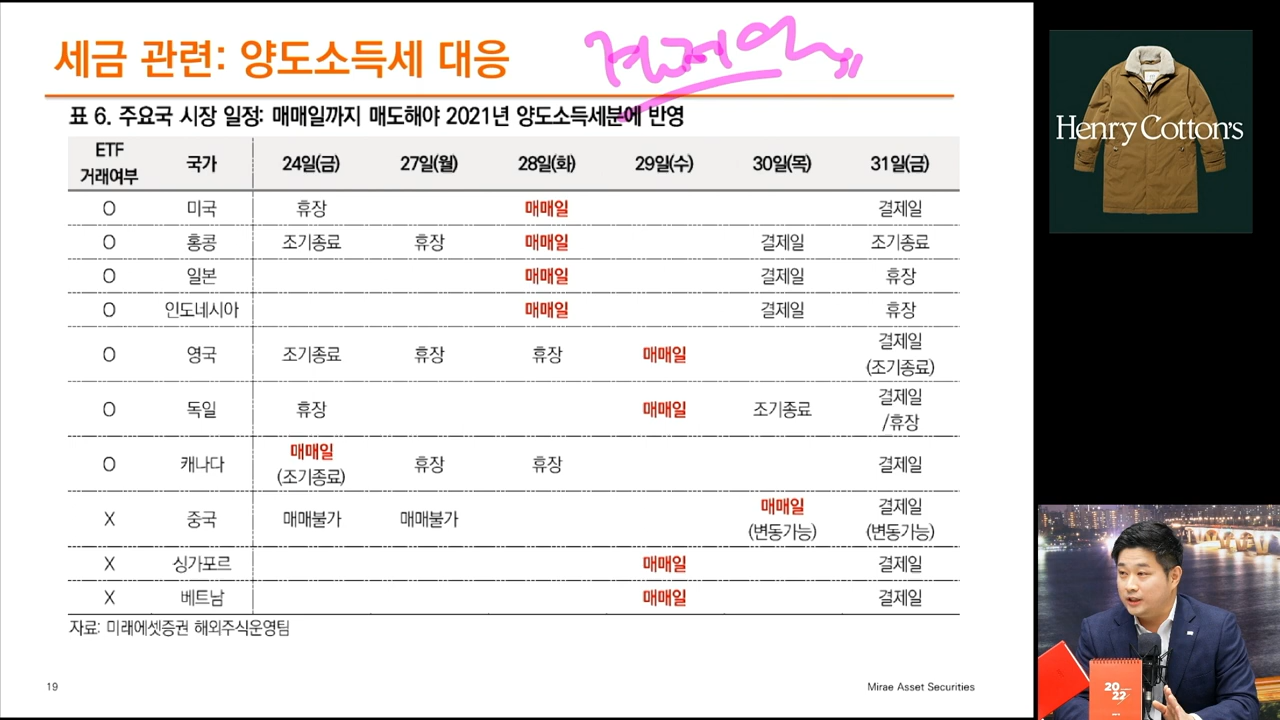 세금 관련: 양도소득세 대응
결제일
표 6. 주요국 시장 일정: 매매일까지 매도해야 2021년 양도소득세분에 반영
ETF 거래여부 국가 24일(금) 27일(월) 28일(화) 29일(수) 30일(목) 31일(금)
O 미국 휴장 매매일 결제일
O 홍콩 조기종료 휴장 매매일 결제일 조기종료
O 일본 매매일 결제일 휴장
O 인도네시아 매매일 결제일 휴장
O 영국 조기종료 휴장 휴장 매매일 결제일 (조기종료)
O 독일 휴장 매매일 조기종료 결제일 /휴장
O 캐나다 매매일 (조기종료) 휴장 휴장 결제일
X 중국 매매불가 매매불가 매매일 (변동가능) 결제일 (변동가능)
X 싱가포르 매매일 결제일
X 베트남 매매일 결제일
자료: 미래에셋증권 해외주식운영팀
19
Mirae Asset Securities
Henry Cotton's
20
22